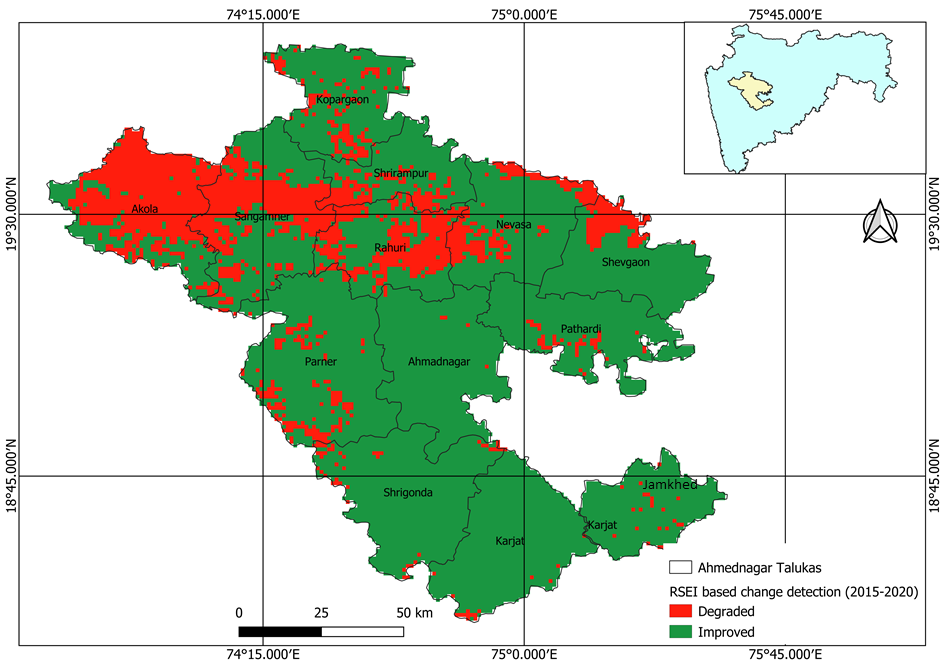 74°15.000′E 75°0.000′E 75°45.000′E
Kopargaon
Shrirampur
19°30.000′N 19°30.000′N
Akola
Sangamner
Nevasa
Rahuri
Shevgaon
Pathardi
Parner
Ahmadnagar
18°45.000′N 18°45.000′N
Jamkhed
Shrigonda
Karjat
Karjat
Ahmednagar Talukas
RSEI based change detection (2015-2020)
Degraded
Improved
0 25 50 km
74°15.000′E 75°0.000′E 75°45.000′E